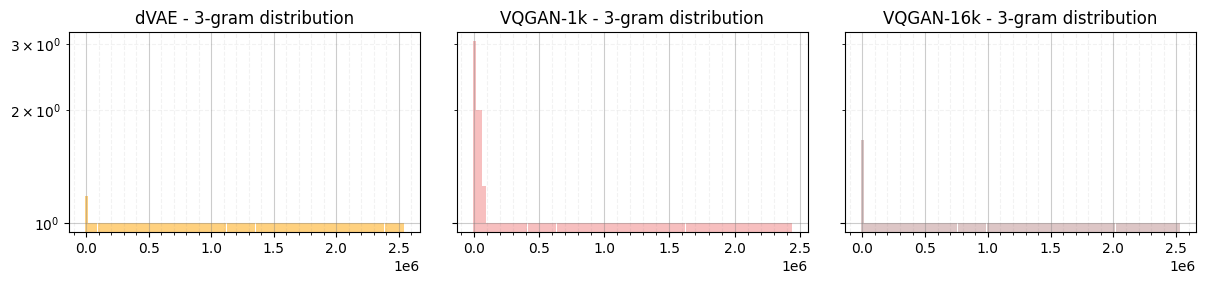 dVAE - 3-gram distribution
VQGAN-1k - 3-gram distribution
VQGAN-16k - 3-gram distribution
3 × 10⁰
2 × 10⁰
10⁰
0.0 0.5 1.0 1.5 2.0 2.5
1e6
0.0 0.5 1.0 1.5 2.0 2.5
1e6
0.0 0.5 1.0 1.5 2.0 2.5
1e6